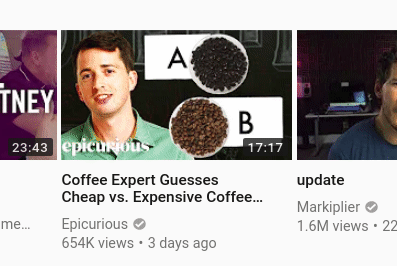 TNEY
23:43
me…
A
B
epicurious
17:17
Coffee Expert Guesses
Cheap vs. Expensive Coffee…
Epicurious
654K views • 3 days ago
update
Markiplier
1.6M views • 22